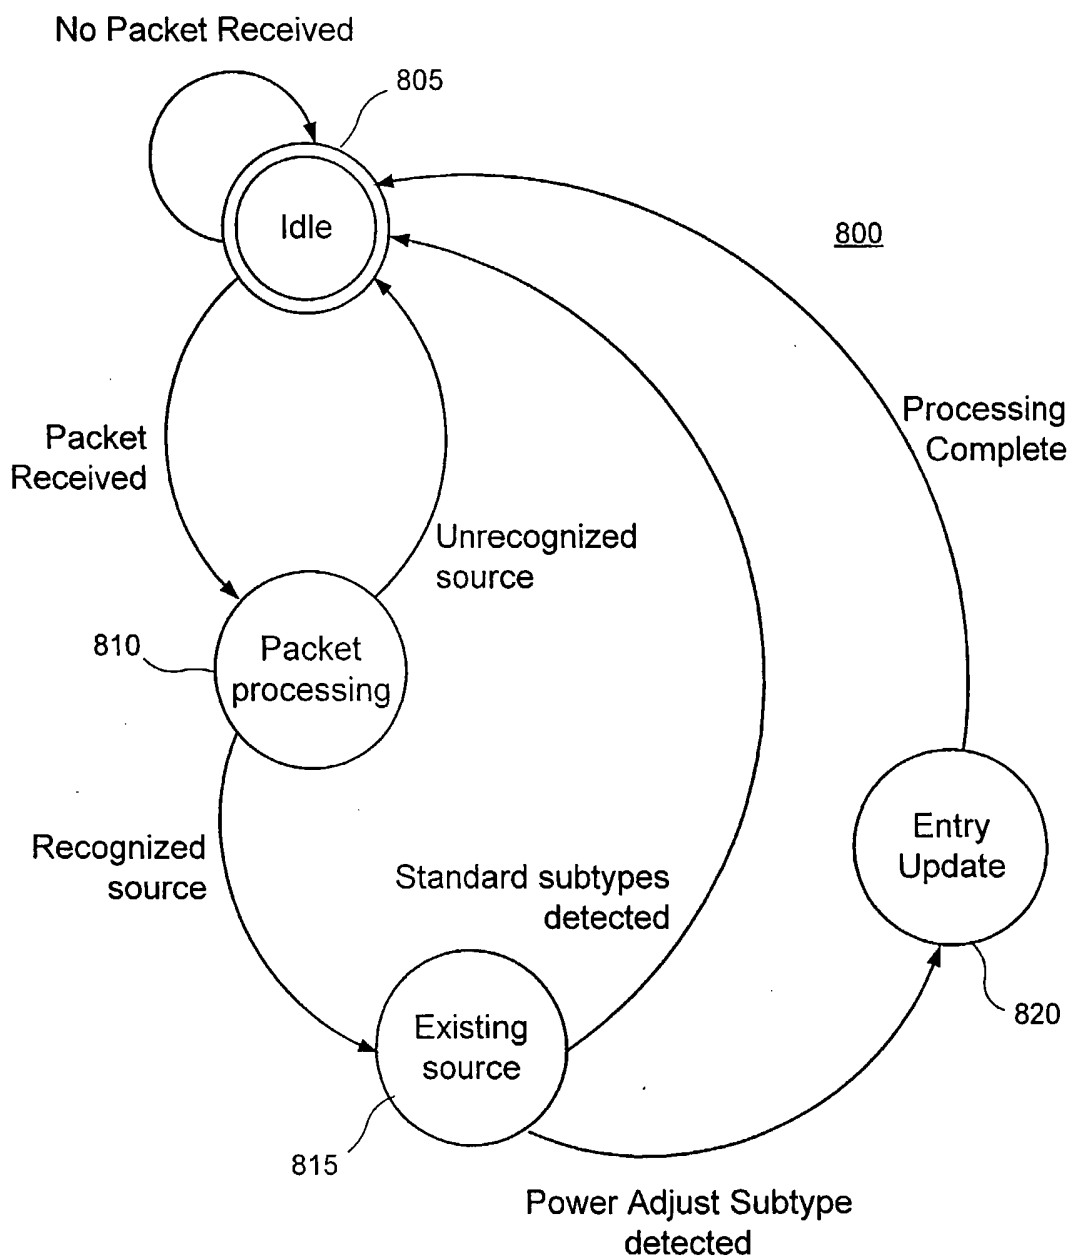 No Packet Received
805
Idle
800
Packet
Received
Processing
Complete
Unrecognized
source
810
Packet
processing
Recognized
source
Entry
Update
Standard subtypes
detected
820
Existing
source
815
Power Adjust Subtype
detected